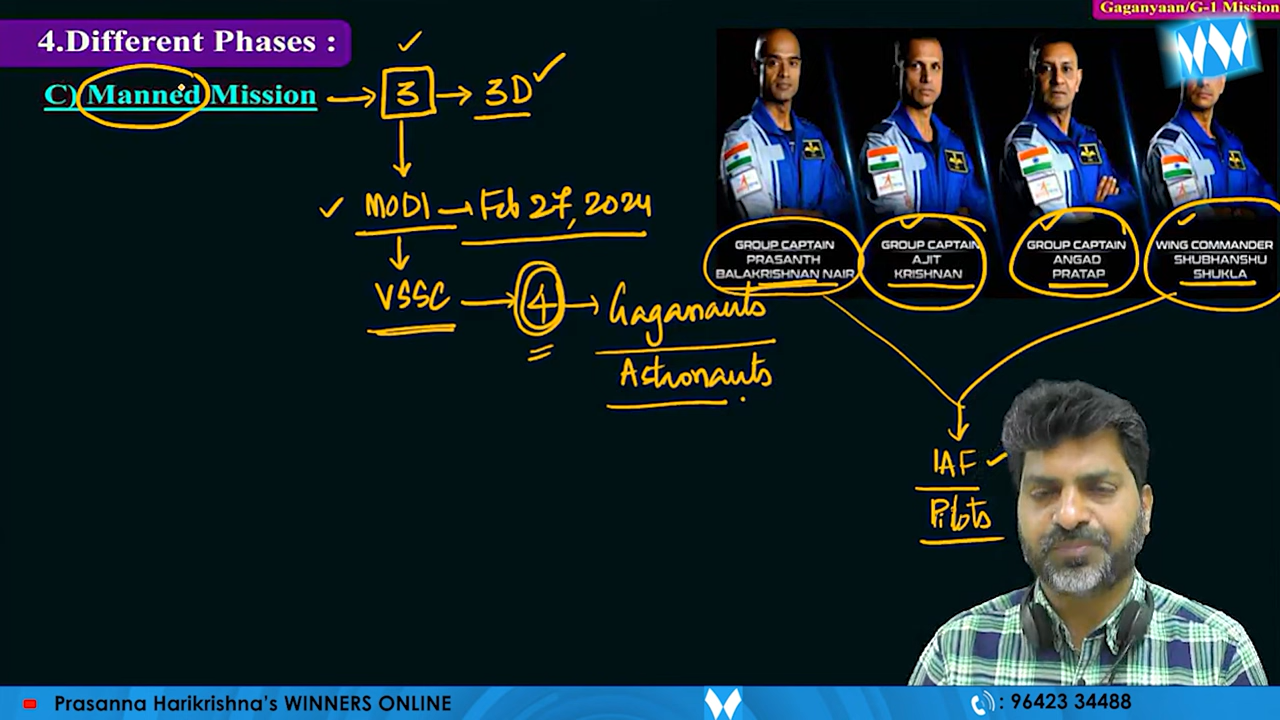 Gaganyaan/G-1 Mission
4.Different Phases :
C) Manned Mission → 3 → 3D ✓
✓ MODI → Feb 27, 2024
VSSC → 4 → Gaganauts
Astronauts
GROUP CAPTAIN
PRASANTH
BALAKRISHNAN NAIR
GROUP CAPTAIN
AJIT
KRISHNAN
GROUP CAPTAIN
ANGAD
PRATAP
WING COMMANDER
SHUBHANSHU
SHUKLA
IAF ✓
Pilots
Prasanna Harikrishna's WINNERS ONLINE
: 96423 34488